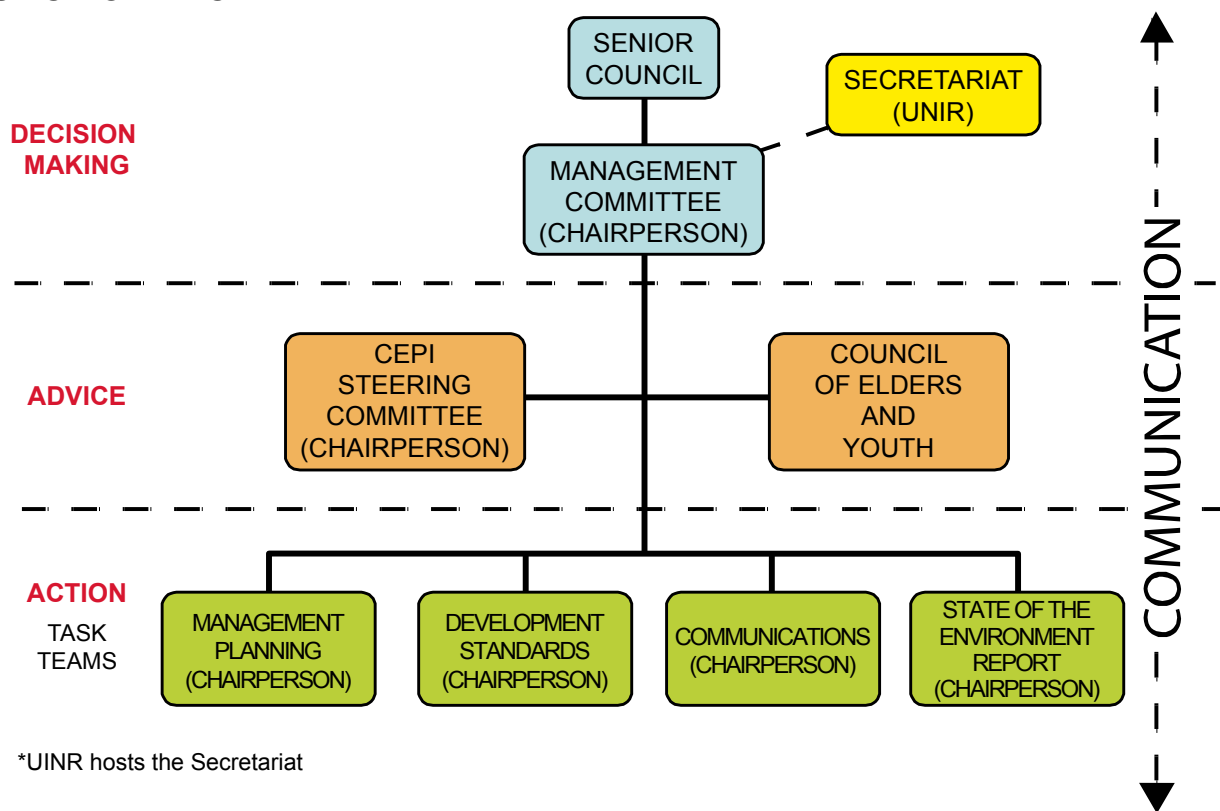 SENIOR
COUNCIL
SECRETARIAT
(UNIR)
DECISION
MAKING
MANAGEMENT
COMMITTEE
(CHAIRPERSON)
ADVICE
CEPI
STEERING
COMMITTEE
(CHAIRPERSON)
COUNCIL
OF ELDERS
AND
YOUTH
ACTION
TASK
TEAMS
MANAGEMENT
PLANNING
(CHAIRPERSON)
DEVELOPMENT
STANDARDS
(CHAIRPERSON)
COMMUNICATIONS
(CHAIRPERSON)
STATE OF THE
ENVIRONMENT
REPORT
(CHAIRPERSON)
COMMUNICATION
*UINR hosts the Secretariat